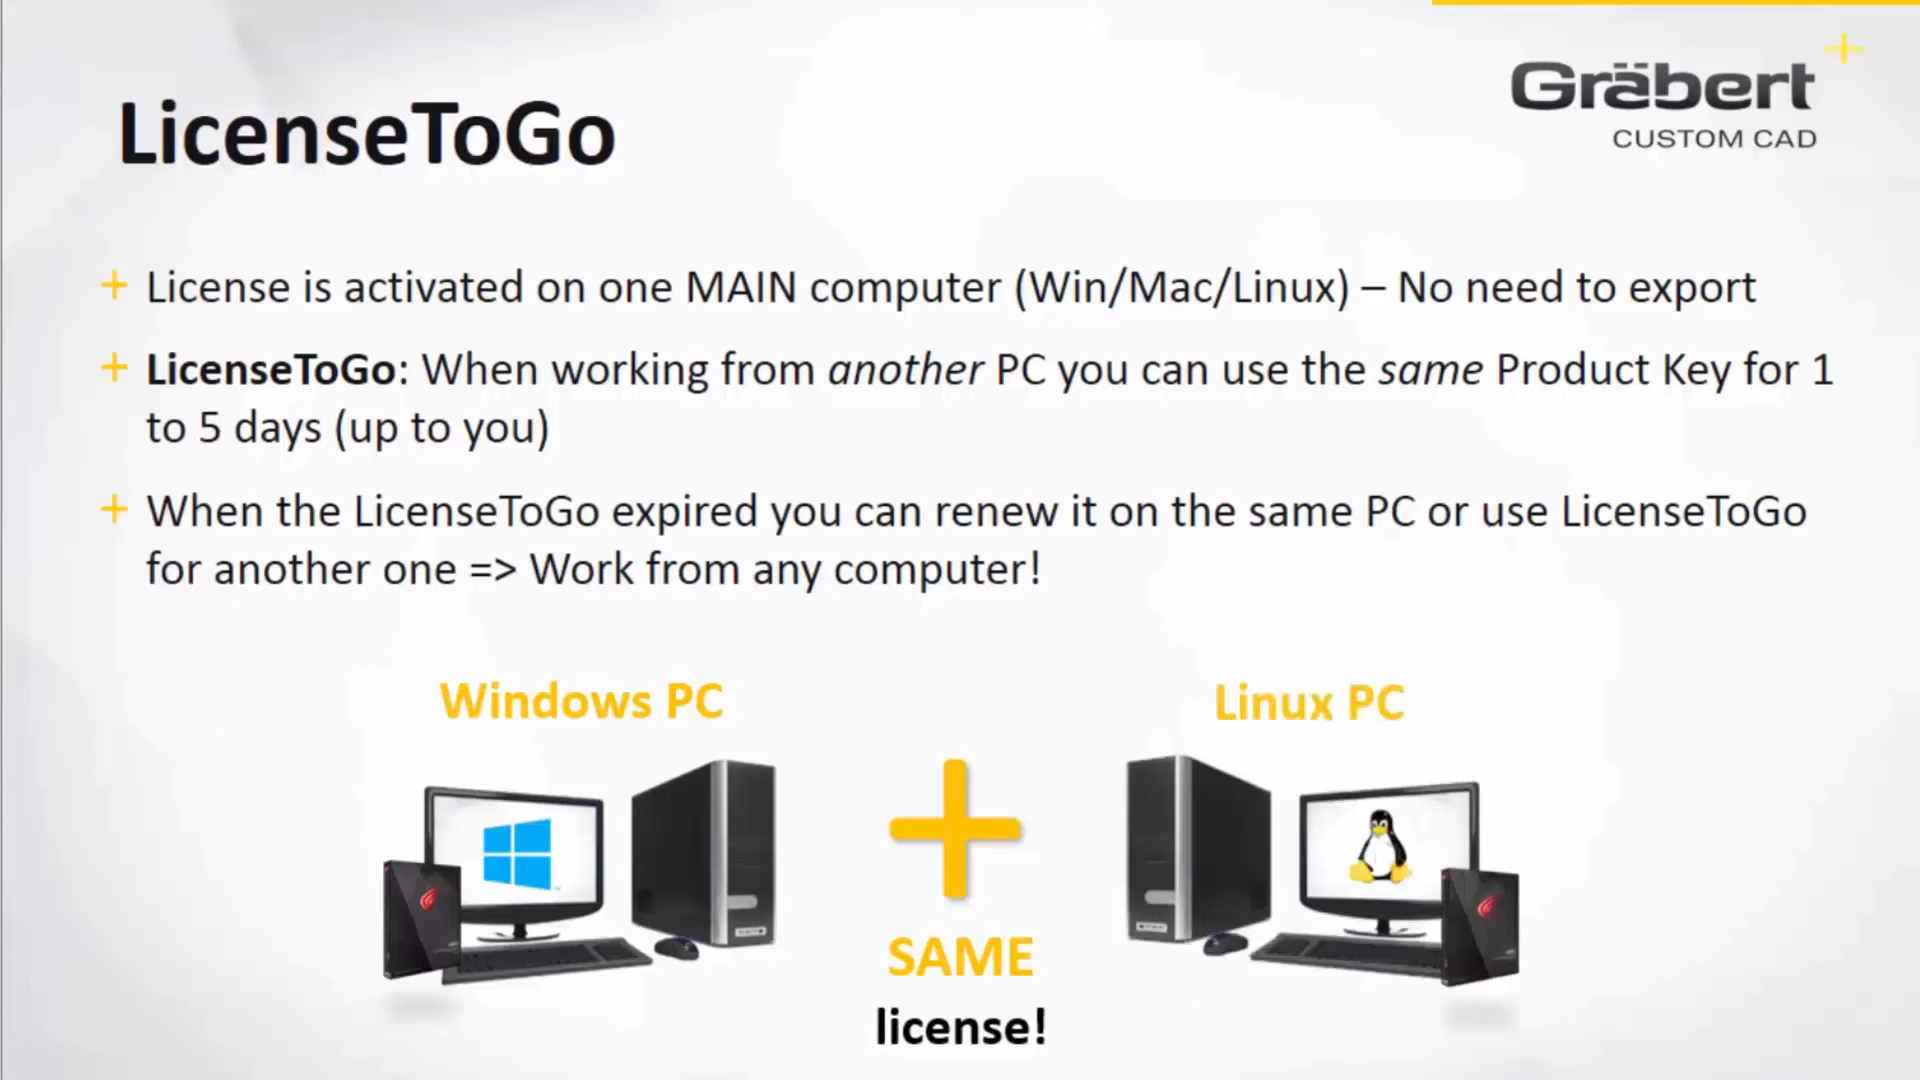 Gräbert
CUSTOM CAD
LicenseToGo
+ License is activated on one MAIN computer (Win/Mac/Linux) – No need to export
+ LicenseToGo: When working from another PC you can use the same Product Key for 1
to 5 days (up to you)
+ When the LicenseToGo expired you can renew it on the same PC or use LicenseToGo
for another one => Work from any computer!
Windows PC
Linux PC
+
SAME
license!